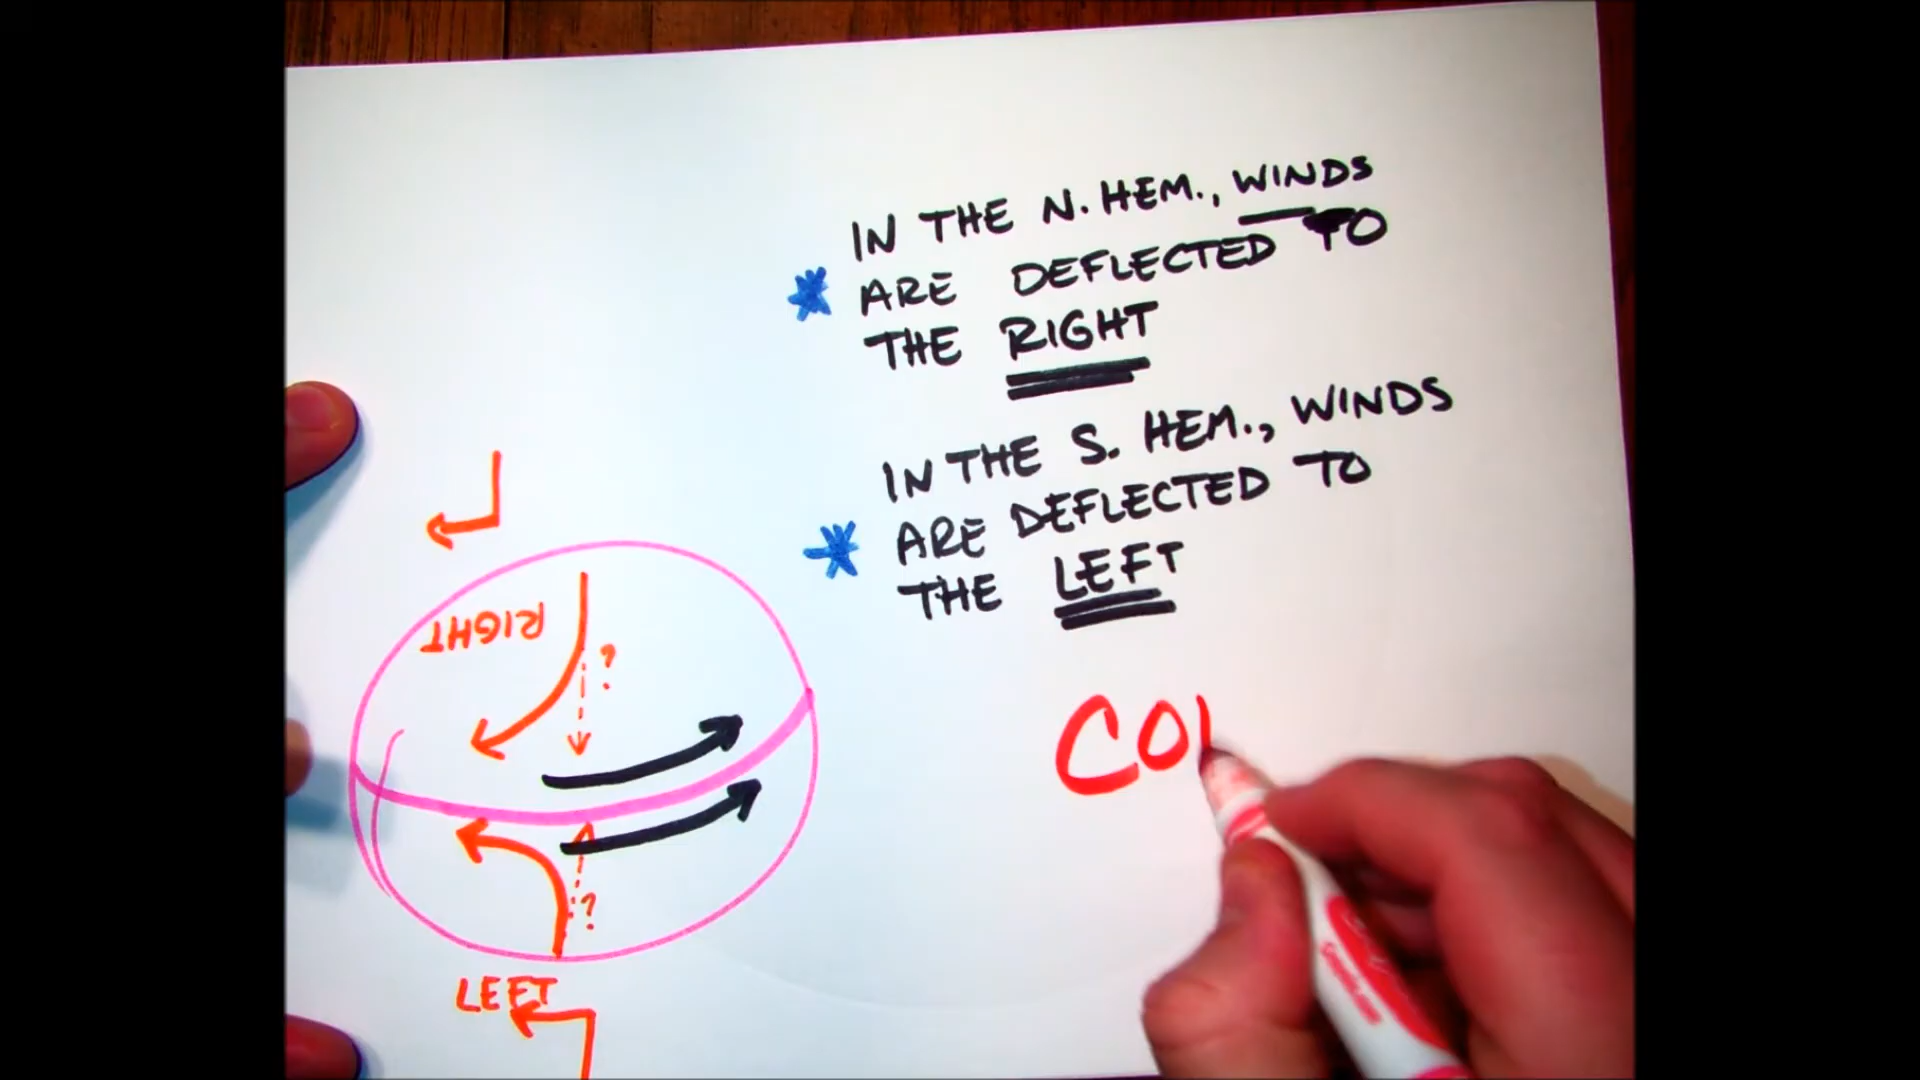 IN THE N. HEM., WINDS
ARE DEFLECTED TO
THE RIGHT
IN THE S. HEM., WINDS
ARE DEFLECTED TO
THE LEFT
RIGHT
?
?
LEFT
CO